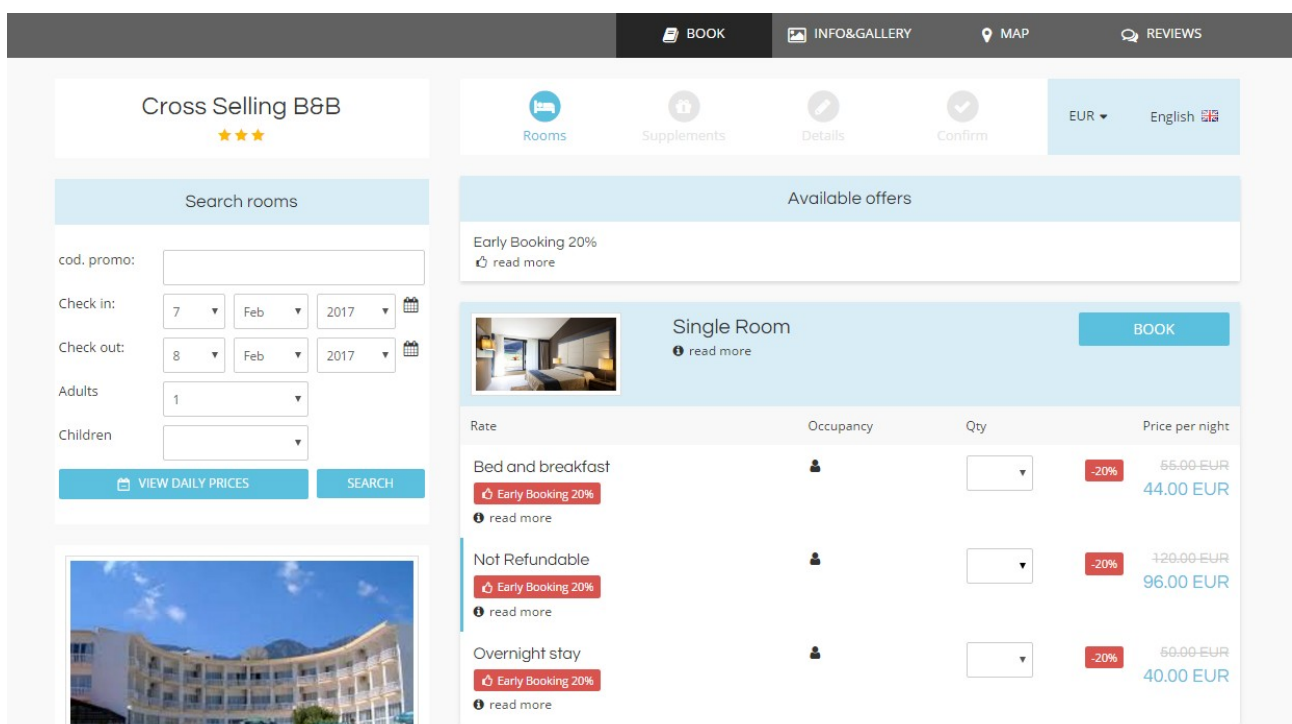 BOOK
INFO&GALLERY
MAP
REVIEWS
Cross Selling B&B
Rooms
Supplements
Details
Confirm
EUR
English
Search rooms
cod. promo:
Check in:
7 Feb 2017
Check out:
8 Feb 2017
Adults
1
Children
VIEW DAILY PRICES
SEARCH
Available offers
Early Booking 20%
read more
Single Room
read more
BOOK
Rate Occupancy Qty Price per night
Bed and breakfast
Early Booking 20%
read more
-20%
55.00 EUR
44.00 EUR
Not Refundable
Early Booking 20%
read more
-20%
120.00 EUR
96.00 EUR
Overnight stay
Early Booking 20%
read more
-20%
50.00 EUR
40.00 EUR